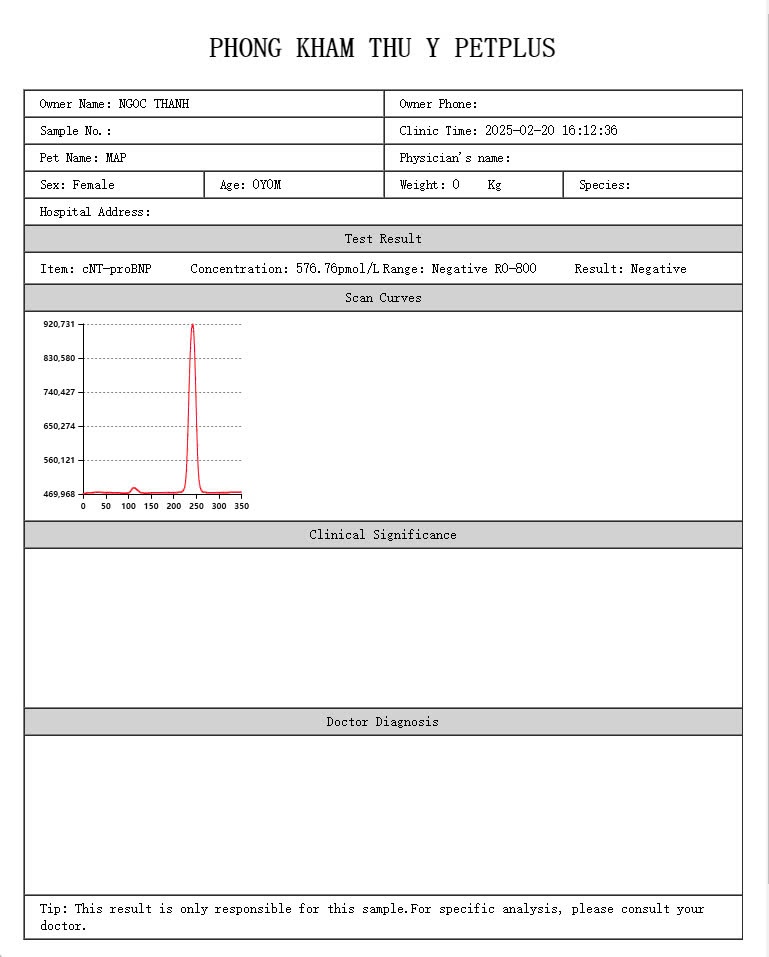 PHONG KHAM THU Y PETPLUS
Owner Name: NGOC THANH
Owner Phone:
Sample No.:
Clinic Time: 2025-02-20 16:12:36
Pet Name: MAP
Physician's name:
Sex: Female
Age: 0Y0M
Weight: 0 Kg
Species:
Hospital Address:
Test Result
Item: cNT-proBNP Concentration: 576.76pmol/L Range: Negative R0-800 Result: Negative
Scan Curves
920,731
830,580
740,427
650,274
560,121
469,968
0 50 100 150 200 250 300 350
Clinical Significance
Doctor Diagnosis
Tip: This result is only responsible for this sample.For specific analysis, please consult your
doctor.